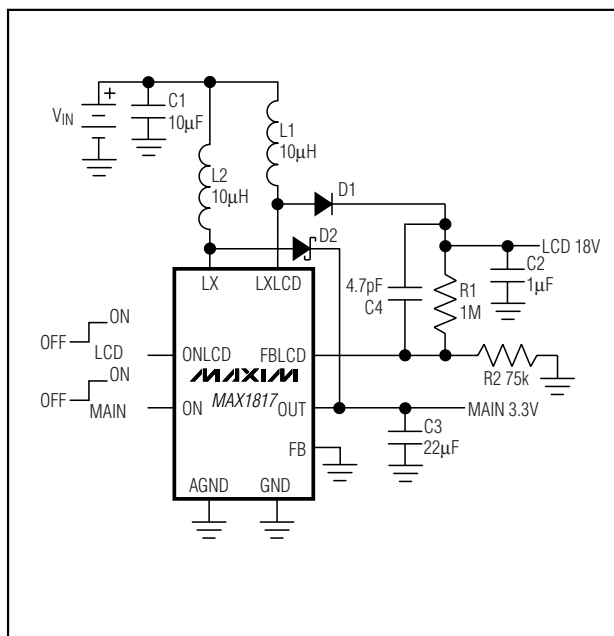 +
VIN
C1
10µF
L1
10µH
L2
10µH
D1
D2
LCD 18V
LX
LXLCD
4.7pF
C4
R1
1M
C2
1µF
ON
OFF
LCD
ONLCD
FBLCD
R2 75k
ON
OFF
MAIN
ON
MAXIM
MAX1817
OUT
MAIN 3.3V
C3
22µF
FB
AGND
GND